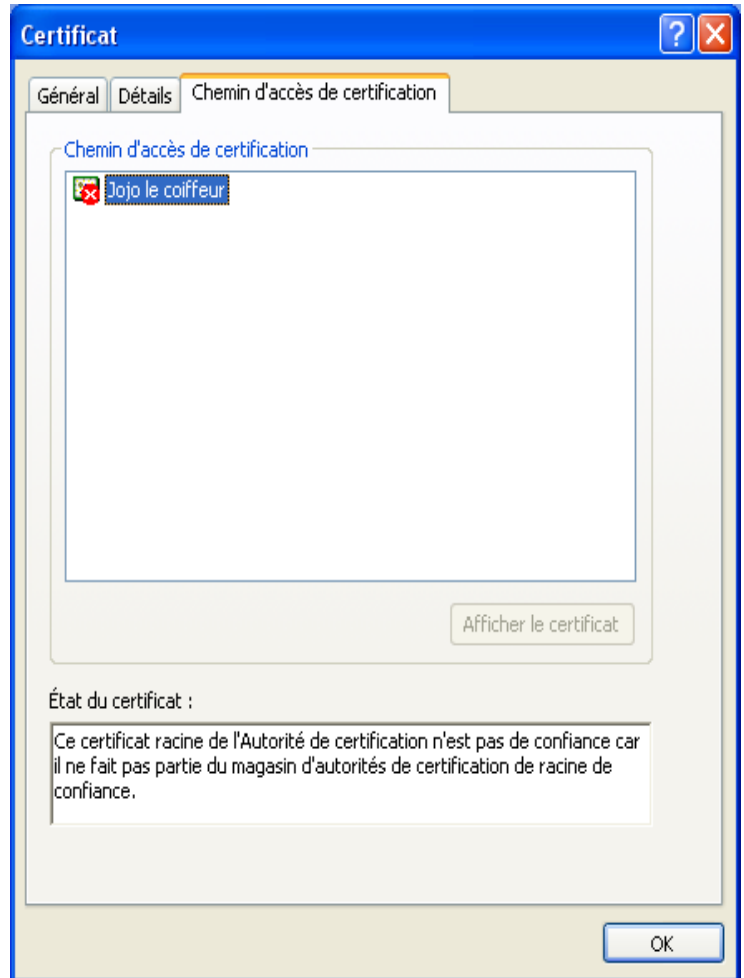 Certificat
Général Détails Chemin d'accès de certification
Chemin d'accès de certification
Jojo le coiffeur
Afficher le certificat
État du certificat :
Ce certificat racine de l'Autorité de certification n'est pas de confiance car
il ne fait pas partie du magasin d'autorités de certification de racine de
confiance.
OK